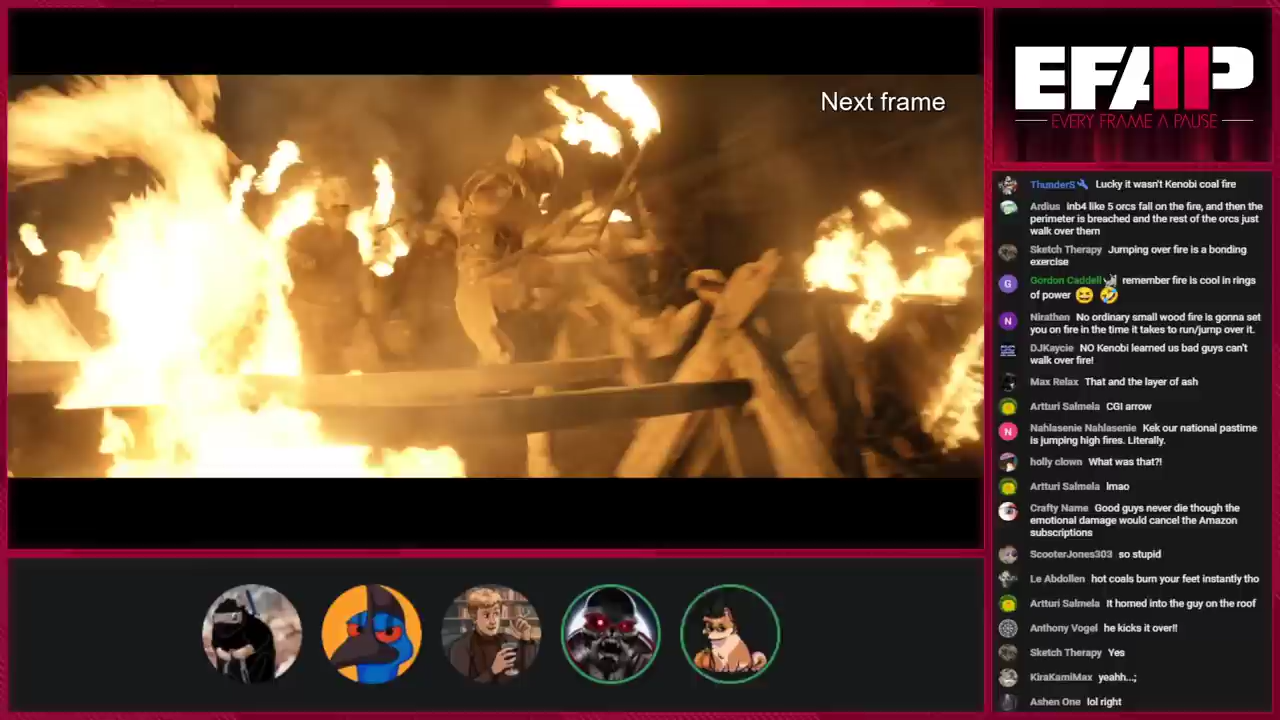 Next frame
EFAP
EVERY FRAME A PAUSE
ThunderS Lucky it wasn't Kenobi coal fire
Ardius inb4 like 5 orcs fall on the fire, and then the
perimeter is breached and the rest of the orcs just
walk over them
Sketch Therapy Jumping over fire is a bonding
exercise
G Gordon Caddell remember fire is cool in rings
of power 😆 🤣
N Nirathen No ordinary small wood fire is gonna set
you on fire in the time it takes to run/jump over it.
DJKaycie NO Kenobi learned us bad guys can't
walk over fire!
Max Relax That and the layer of ash
Artturi Salmela CGI arrow
N Nahlasenie Nahlasenie Kek our national pastime
is jumping high fires. Literally.
holly clown What was that?!
Artturi Salmela lmao
Crafty Name Good guys never die though the
emotional damage would cancel the Amazon
subscriptions
ScooterJones303 so stupid
Le Abdollen hot coals burn your feet instantly tho
Artturi Salmela It homed into the guy on the roof
Anthony Vogel he kicks it over!!
Sketch Therapy Yes
KiraKamiMax yeahh...;
Ashen One lol right